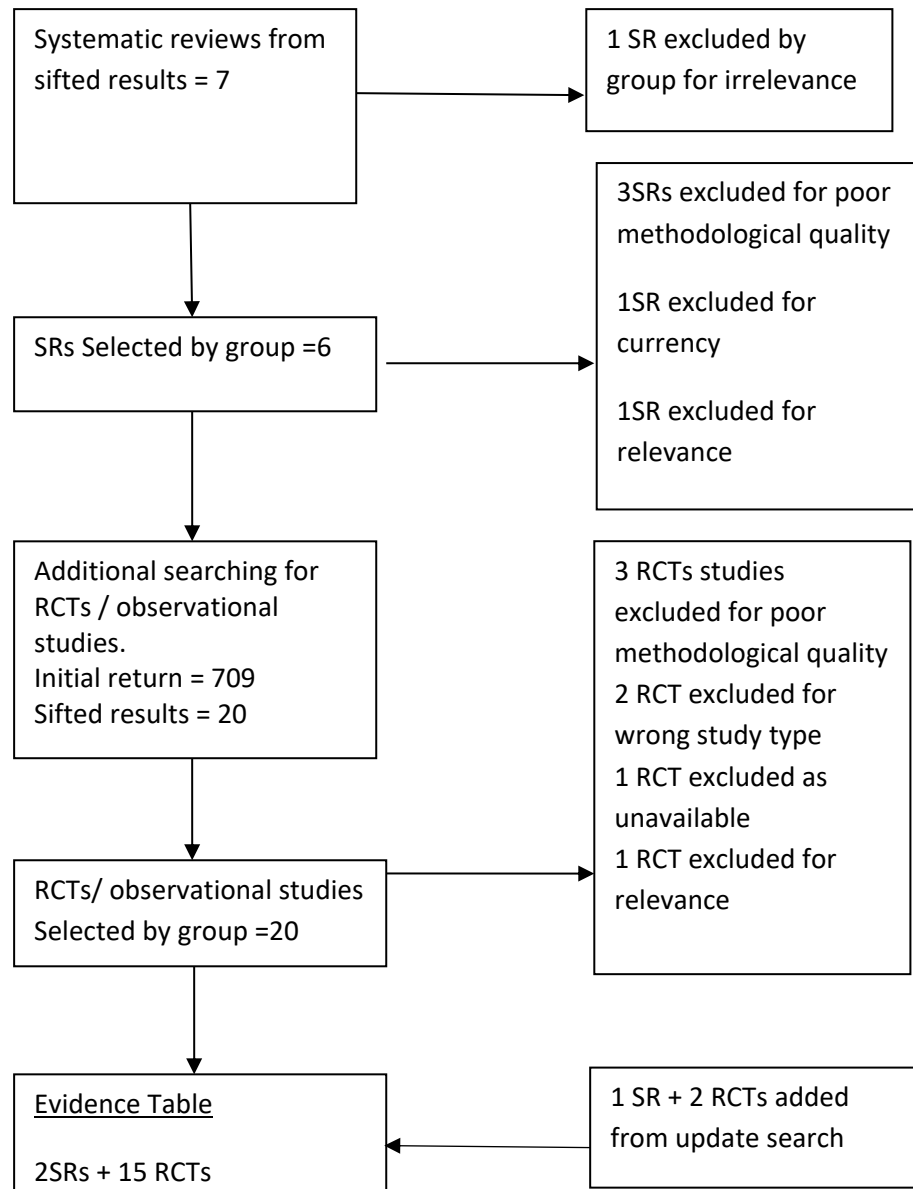 Systematic reviews from
sifted results = 7
1 SR excluded by
group for irrelevance
3SRs excluded for poor
methodological quality
1SR excluded for
currency
1SR excluded for
relevance
SRs Selected by group =6
Additional searching for
RCTs / observational
studies.
Initial return = 709
Sifted results = 20
3 RCTs studies
excluded for poor
methodological quality
2 RCT excluded for
wrong study type
1 RCT excluded as
unavailable
1 RCT excluded for
relevance
RCTs/ observational studies
Selected by group =20
Evidence Table
2SRs + 15 RCTs
1 SR + 2 RCTs added
from update search